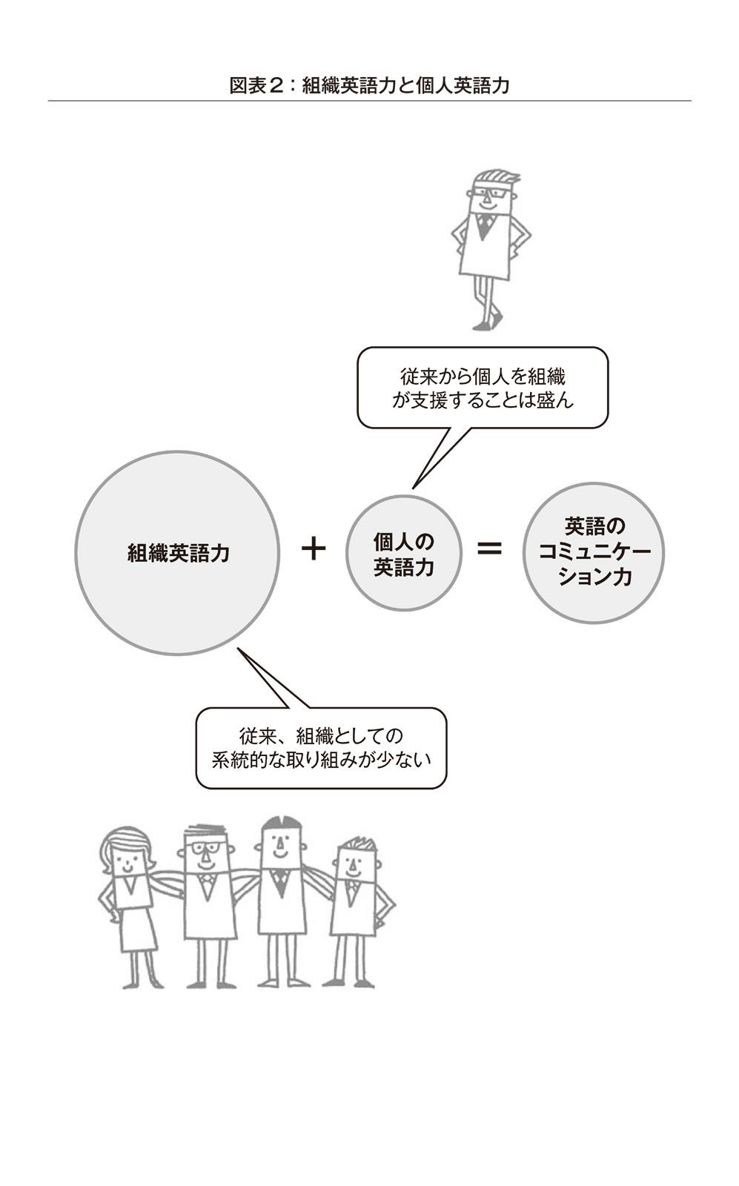 図表2：組織英語力と個人英語力
従来から個人を組織
が支援することは盛ん
組織英語力
+
個人の
英語力
=
英語の
コミュニケー
ション力
従来、組織としての
系統的な取り組みが少ない